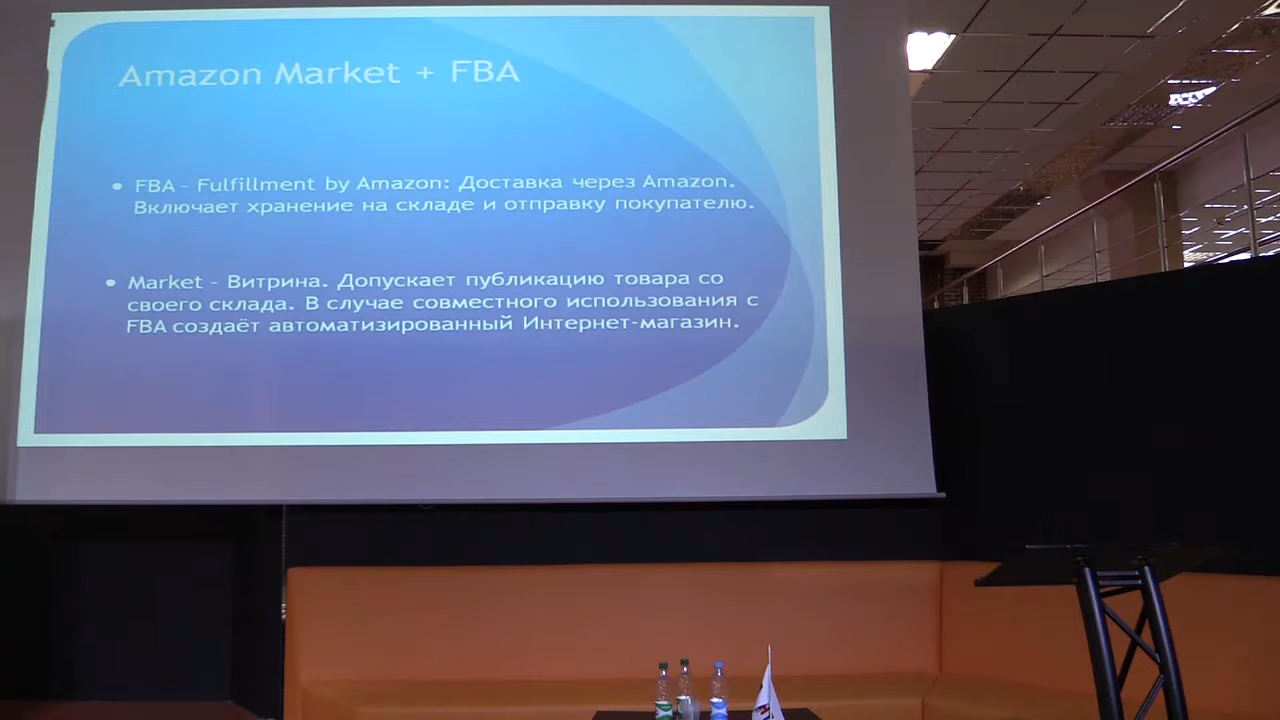 Amazon Market + FBA
• FBA – Fulfillment by Amazon: Доставка через Amazon.
Включает хранение на складе и отправку покупателю.
• Market – Витрина. Допускает публикацию товара со
своего склада. В случае совместного использования с
FBA создаёт автоматизированный Интернет-магазин.